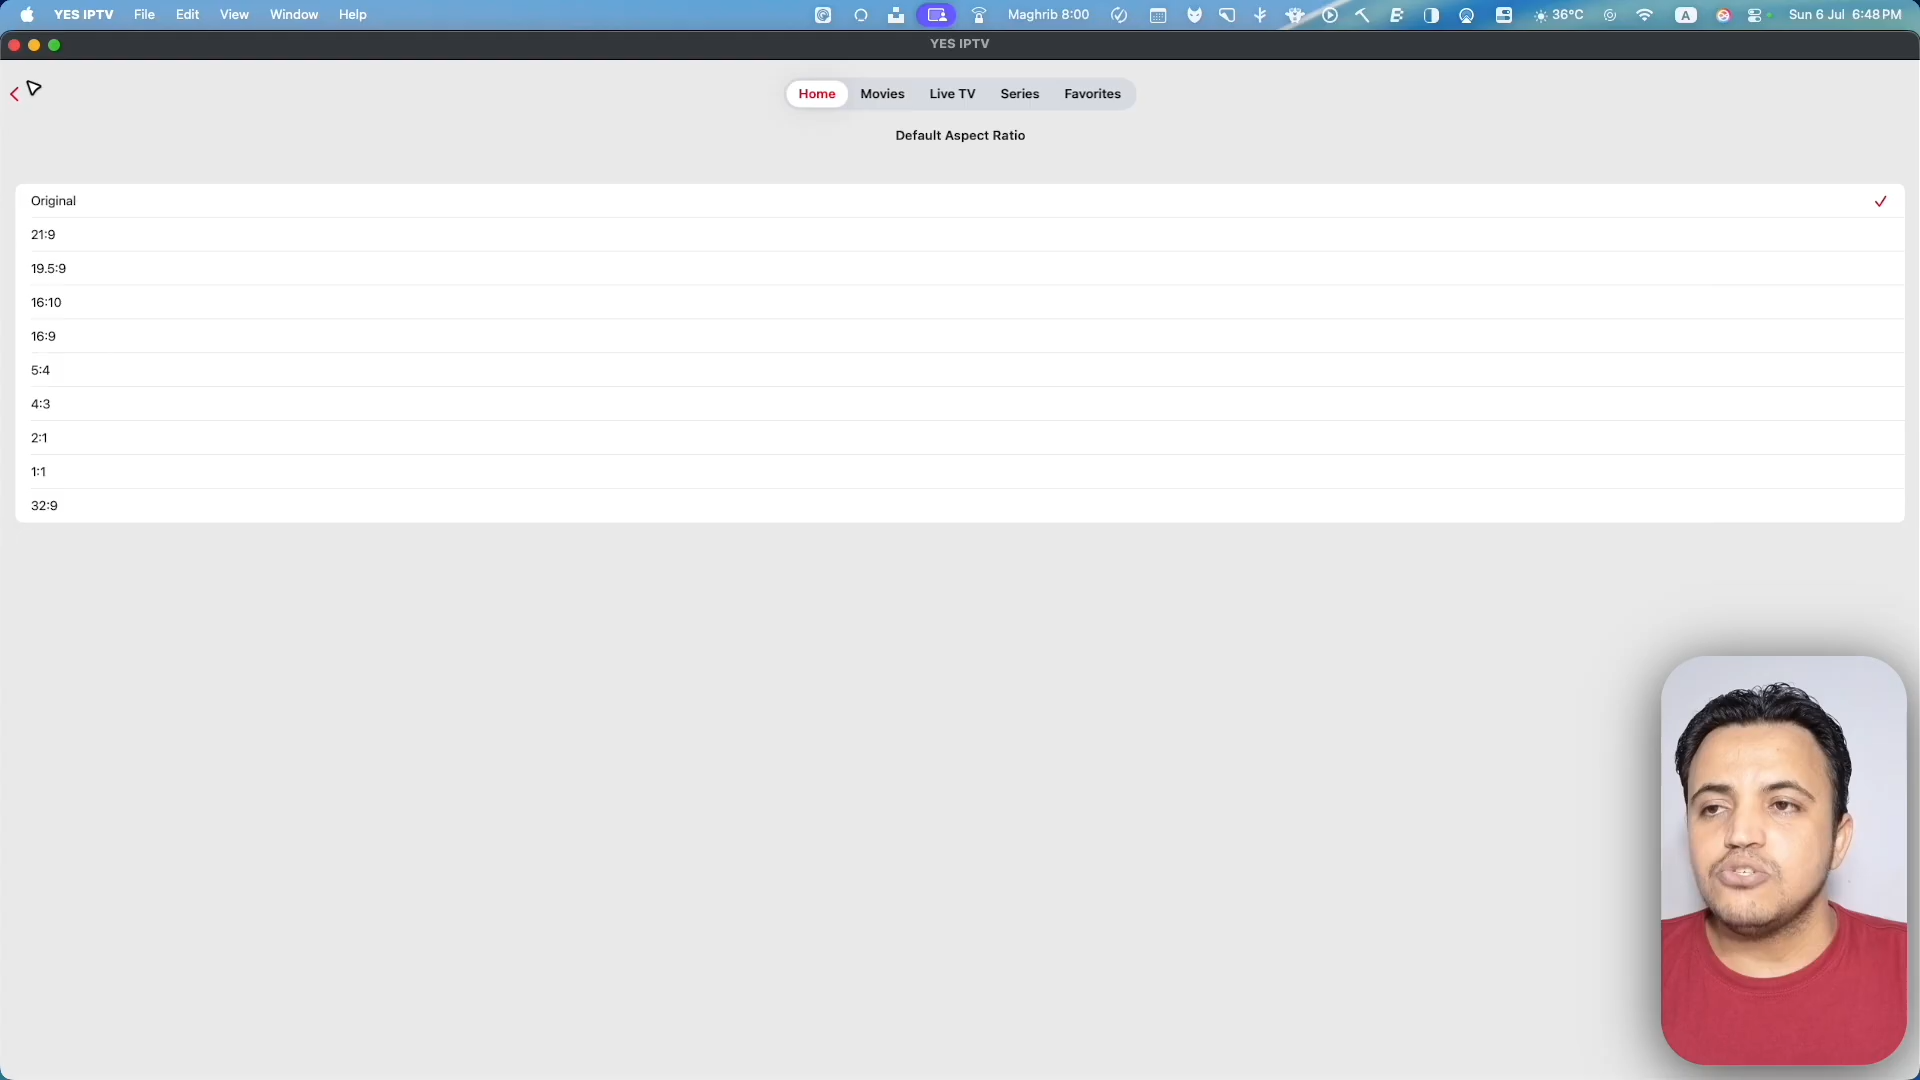 YES IPTV File Edit View Window Help Maghrib 8:00 36°C A Sun 6 Jul 6:48 PM
YES IPTV
Home Movies Live TV Series Favorites
Default Aspect Ratio
Original
21:9
19.5:9
16:10
16:9
5:4
4:3
2:1
1:1
32:9